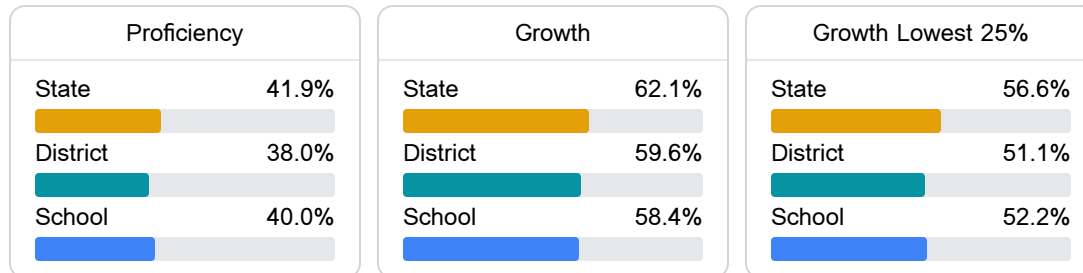 Proficiency
State 41.9%
District 38.0%
School 40.0%
Growth
State 62.1%
District 59.6%
School 58.4%
Growth Lowest 25%
State 56.6%
District 51.1%
School 52.2%